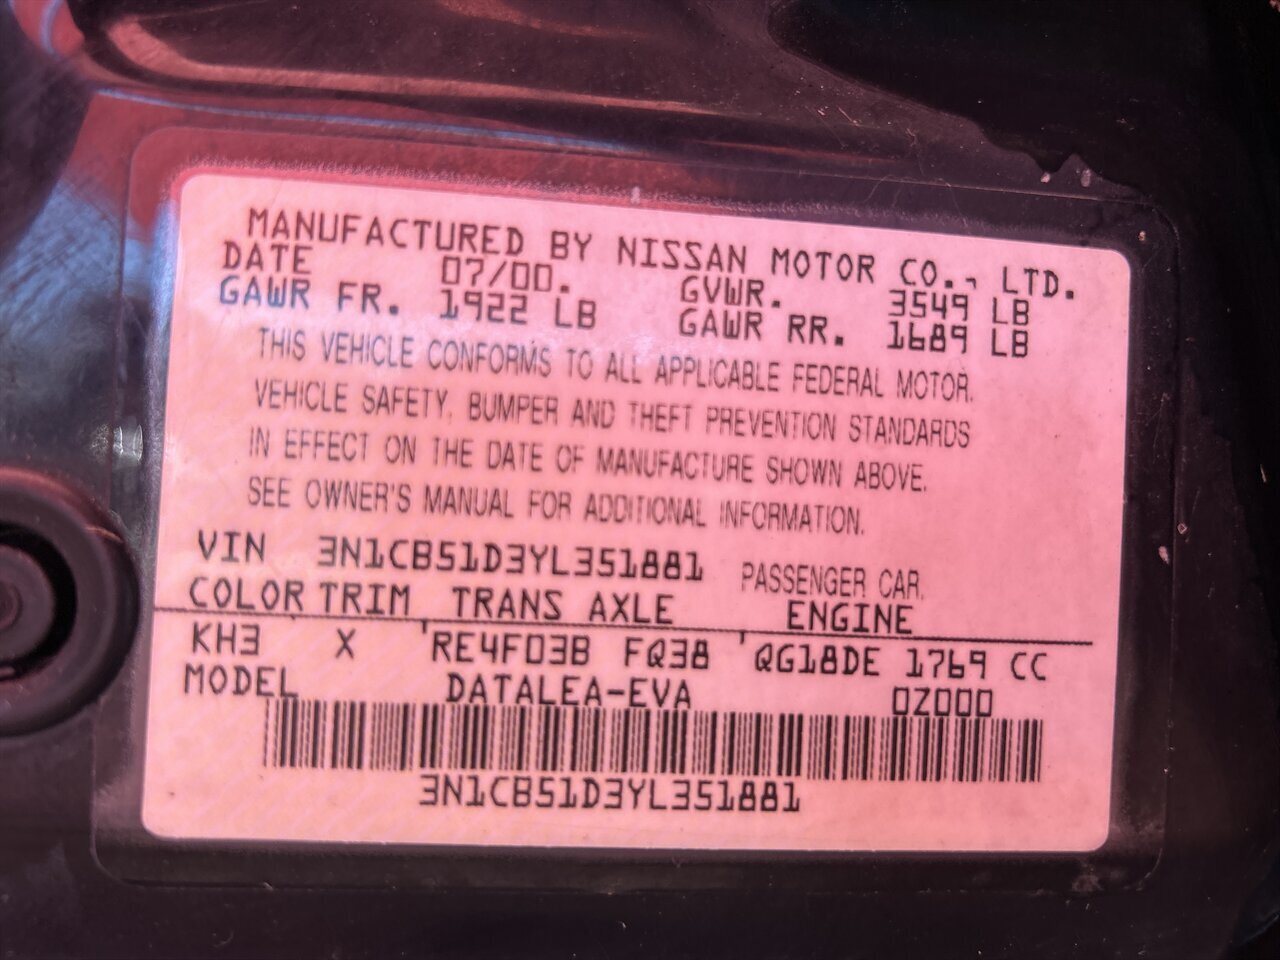 MANUFACTURED BY NISSAN MOTOR CO., LTD.
DATE 07/00. GVWR. 3549 LB
GAWR FR. 1922 LB GAWR RR. 1689 LB
THIS VEHICLE CONFORMS TO ALL APPLICABLE FEDERAL MOTOR.
VEHICLE SAFETY, BUMPER AND THEFT PREVENTION STANDARDS
IN EFFECT ON THE DATE OF MANUFACTURE SHOWN ABOVE.
SEE OWNER'S MANUAL FOR ADDITIONAL INFORMATION.
VIN 3N1CB51D3YL351881 PASSENGER CAR.
COLOR TRIM TRANS AXLE ENGINE
KH3 X RE4F03B FQ38 QG18DE 1769 CC
MODEL DATALEA-EVA 0Z000
3N1CB51D3YL351881